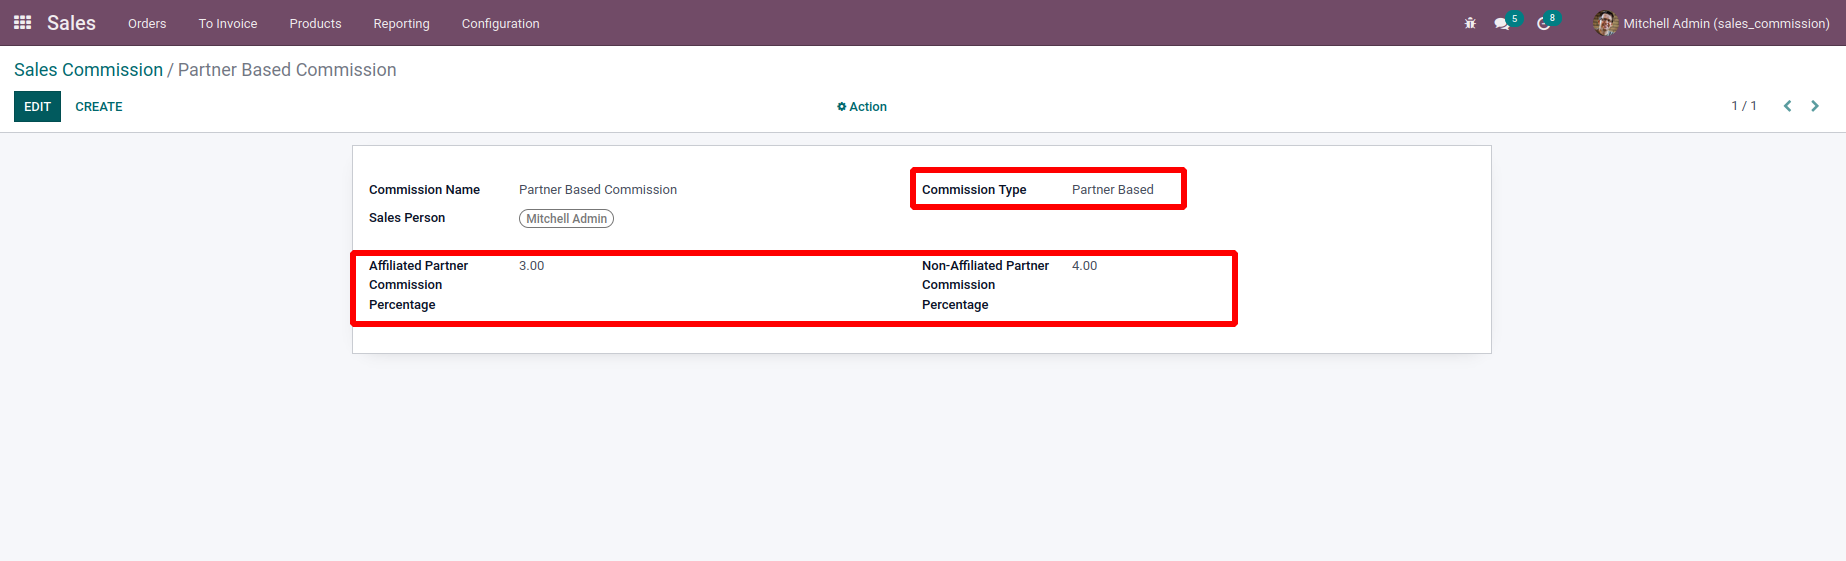 Sales Orders To Invoice Products Reporting Configuration 5 8 Mitchell Admin (sales_commission)
Sales Commission / Partner Based Commission
EDIT CREATE Action 1 / 1
Commission Name Partner Based Commission Commission Type Partner Based
Sales Person Mitchell Admin
Affiliated Partner 3.00 Non-Affiliated Partner 4.00
Commission Commission
Percentage Percentage